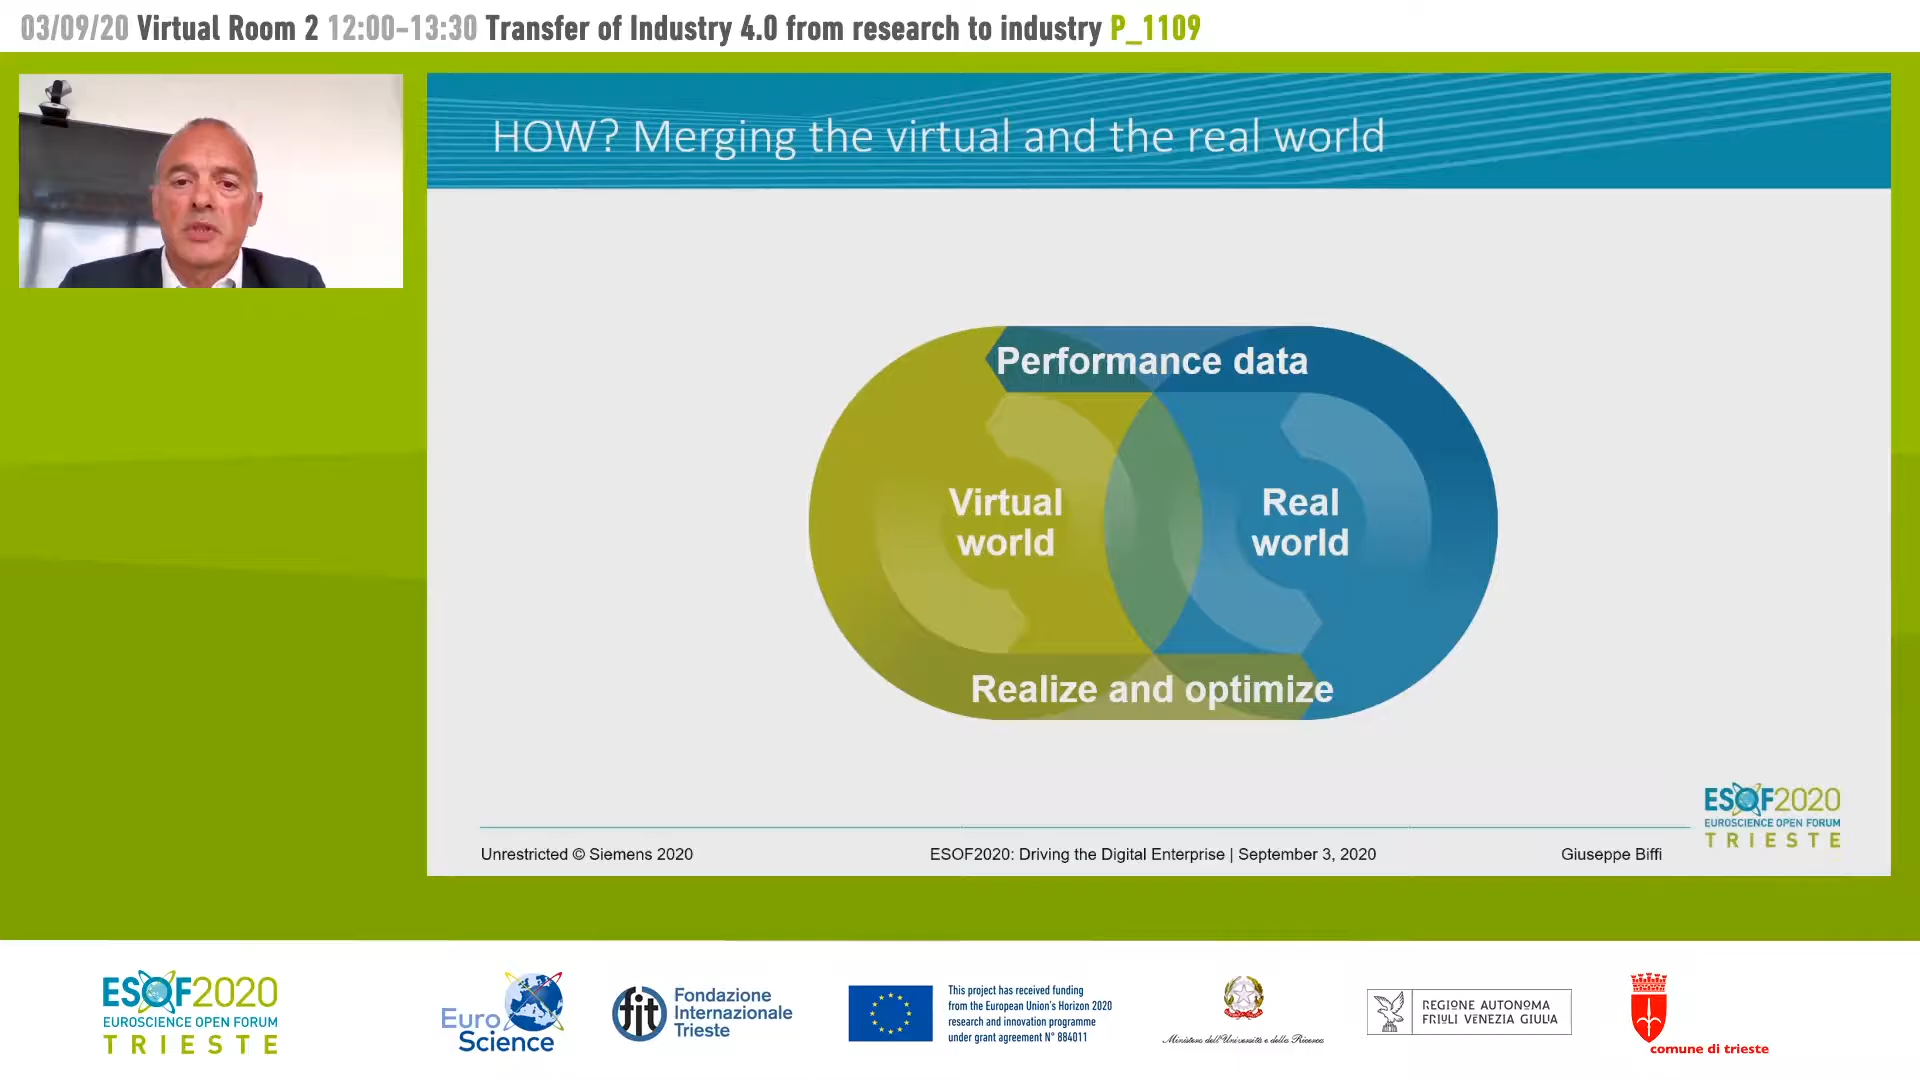 03/09/20 Virtual Room 2 12:00-13:30 Transfer of Industry 4.0 from research to industry P_1109
HOW? Merging the virtual and the real world
Performance data
Virtual
world
Real
world
Realize and optimize
ESOF2020
EUROSCIENCE OPEN FORUM
TRIESTE
Unrestricted © Siemens 2020
ESOF2020: Driving the Digital Enterprise | September 3, 2020
Giuseppe Biffi
ESOF2020
EUROSCIENCE OPEN FORUM
TRIESTE
Euro
Science
fit
Fondazione
Internazionale
Trieste
This project has received funding
from the European Union's Horizon 2020
research and innovation programme
under grant agreement N° 884011
Ministero dell'Università e della Ricerca
REGIONE AUTONOMA
FRIULI VENEZIA GIULIA
comune di trieste